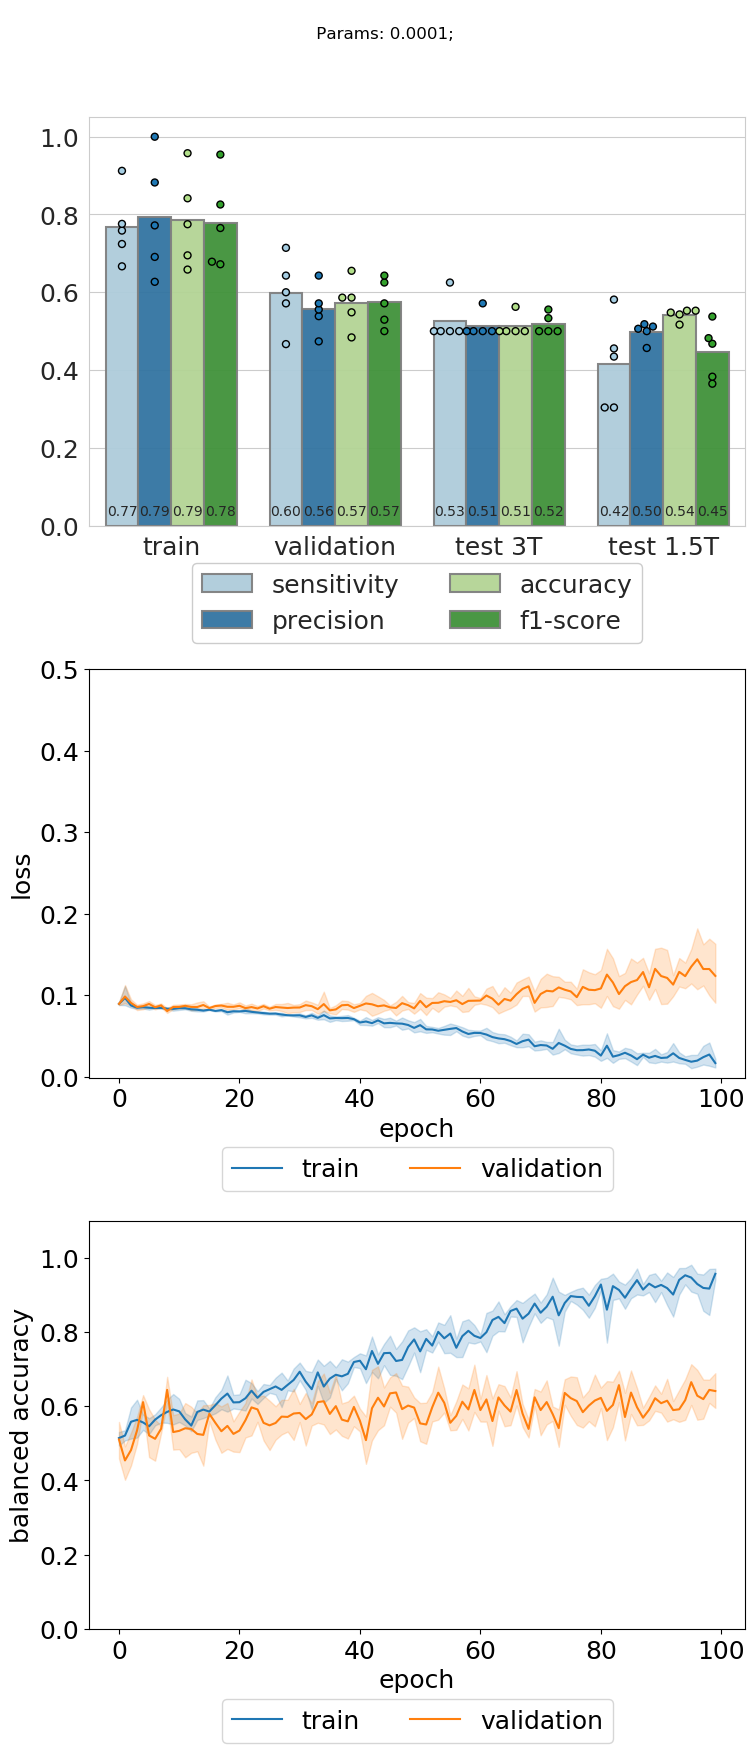 Params: 0.0001;
1.0
0.8
0.6
0.4
0.2
0.0
0.77 0.79 0.79 0.78 0.60 0.56 0.57 0.57 0.53 0.51 0.51 0.52 0.42 0.50 0.54 0.45
train validation test 3T test 1.5T
sensitivity accuracy
precision f1-score
0.5
0.4
0.3
0.2
0.1
0.0
loss
0 20 40 60 80 100
epoch
train validation
1.0
0.8
0.6
0.4
0.2
0.0
balanced accuracy
0 20 40 60 80 100
epoch
train validation